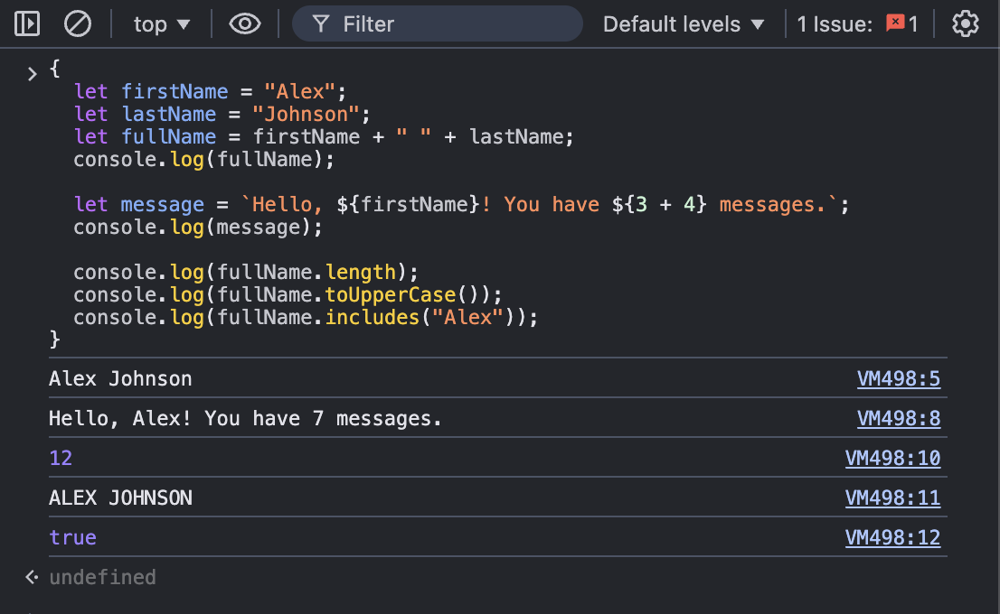 top ▼ Filter Default levels ▼ 1 Issue: 1
{
  let firstName = "Alex";
  let lastName = "Johnson";
  let fullName = firstName + " " + lastName;
  console.log(fullName);

  let message = `Hello, ${firstName}! You have ${3 + 4} messages.`;
  console.log(message);

  console.log(fullName.length);
  console.log(fullName.toUpperCase());
  console.log(fullName.includes("Alex"));
}
Alex Johnson VM498:5
Hello, Alex! You have 7 messages. VM498:8
12 VM498:10
ALEX JOHNSON VM498:11
true VM498:12
undefined